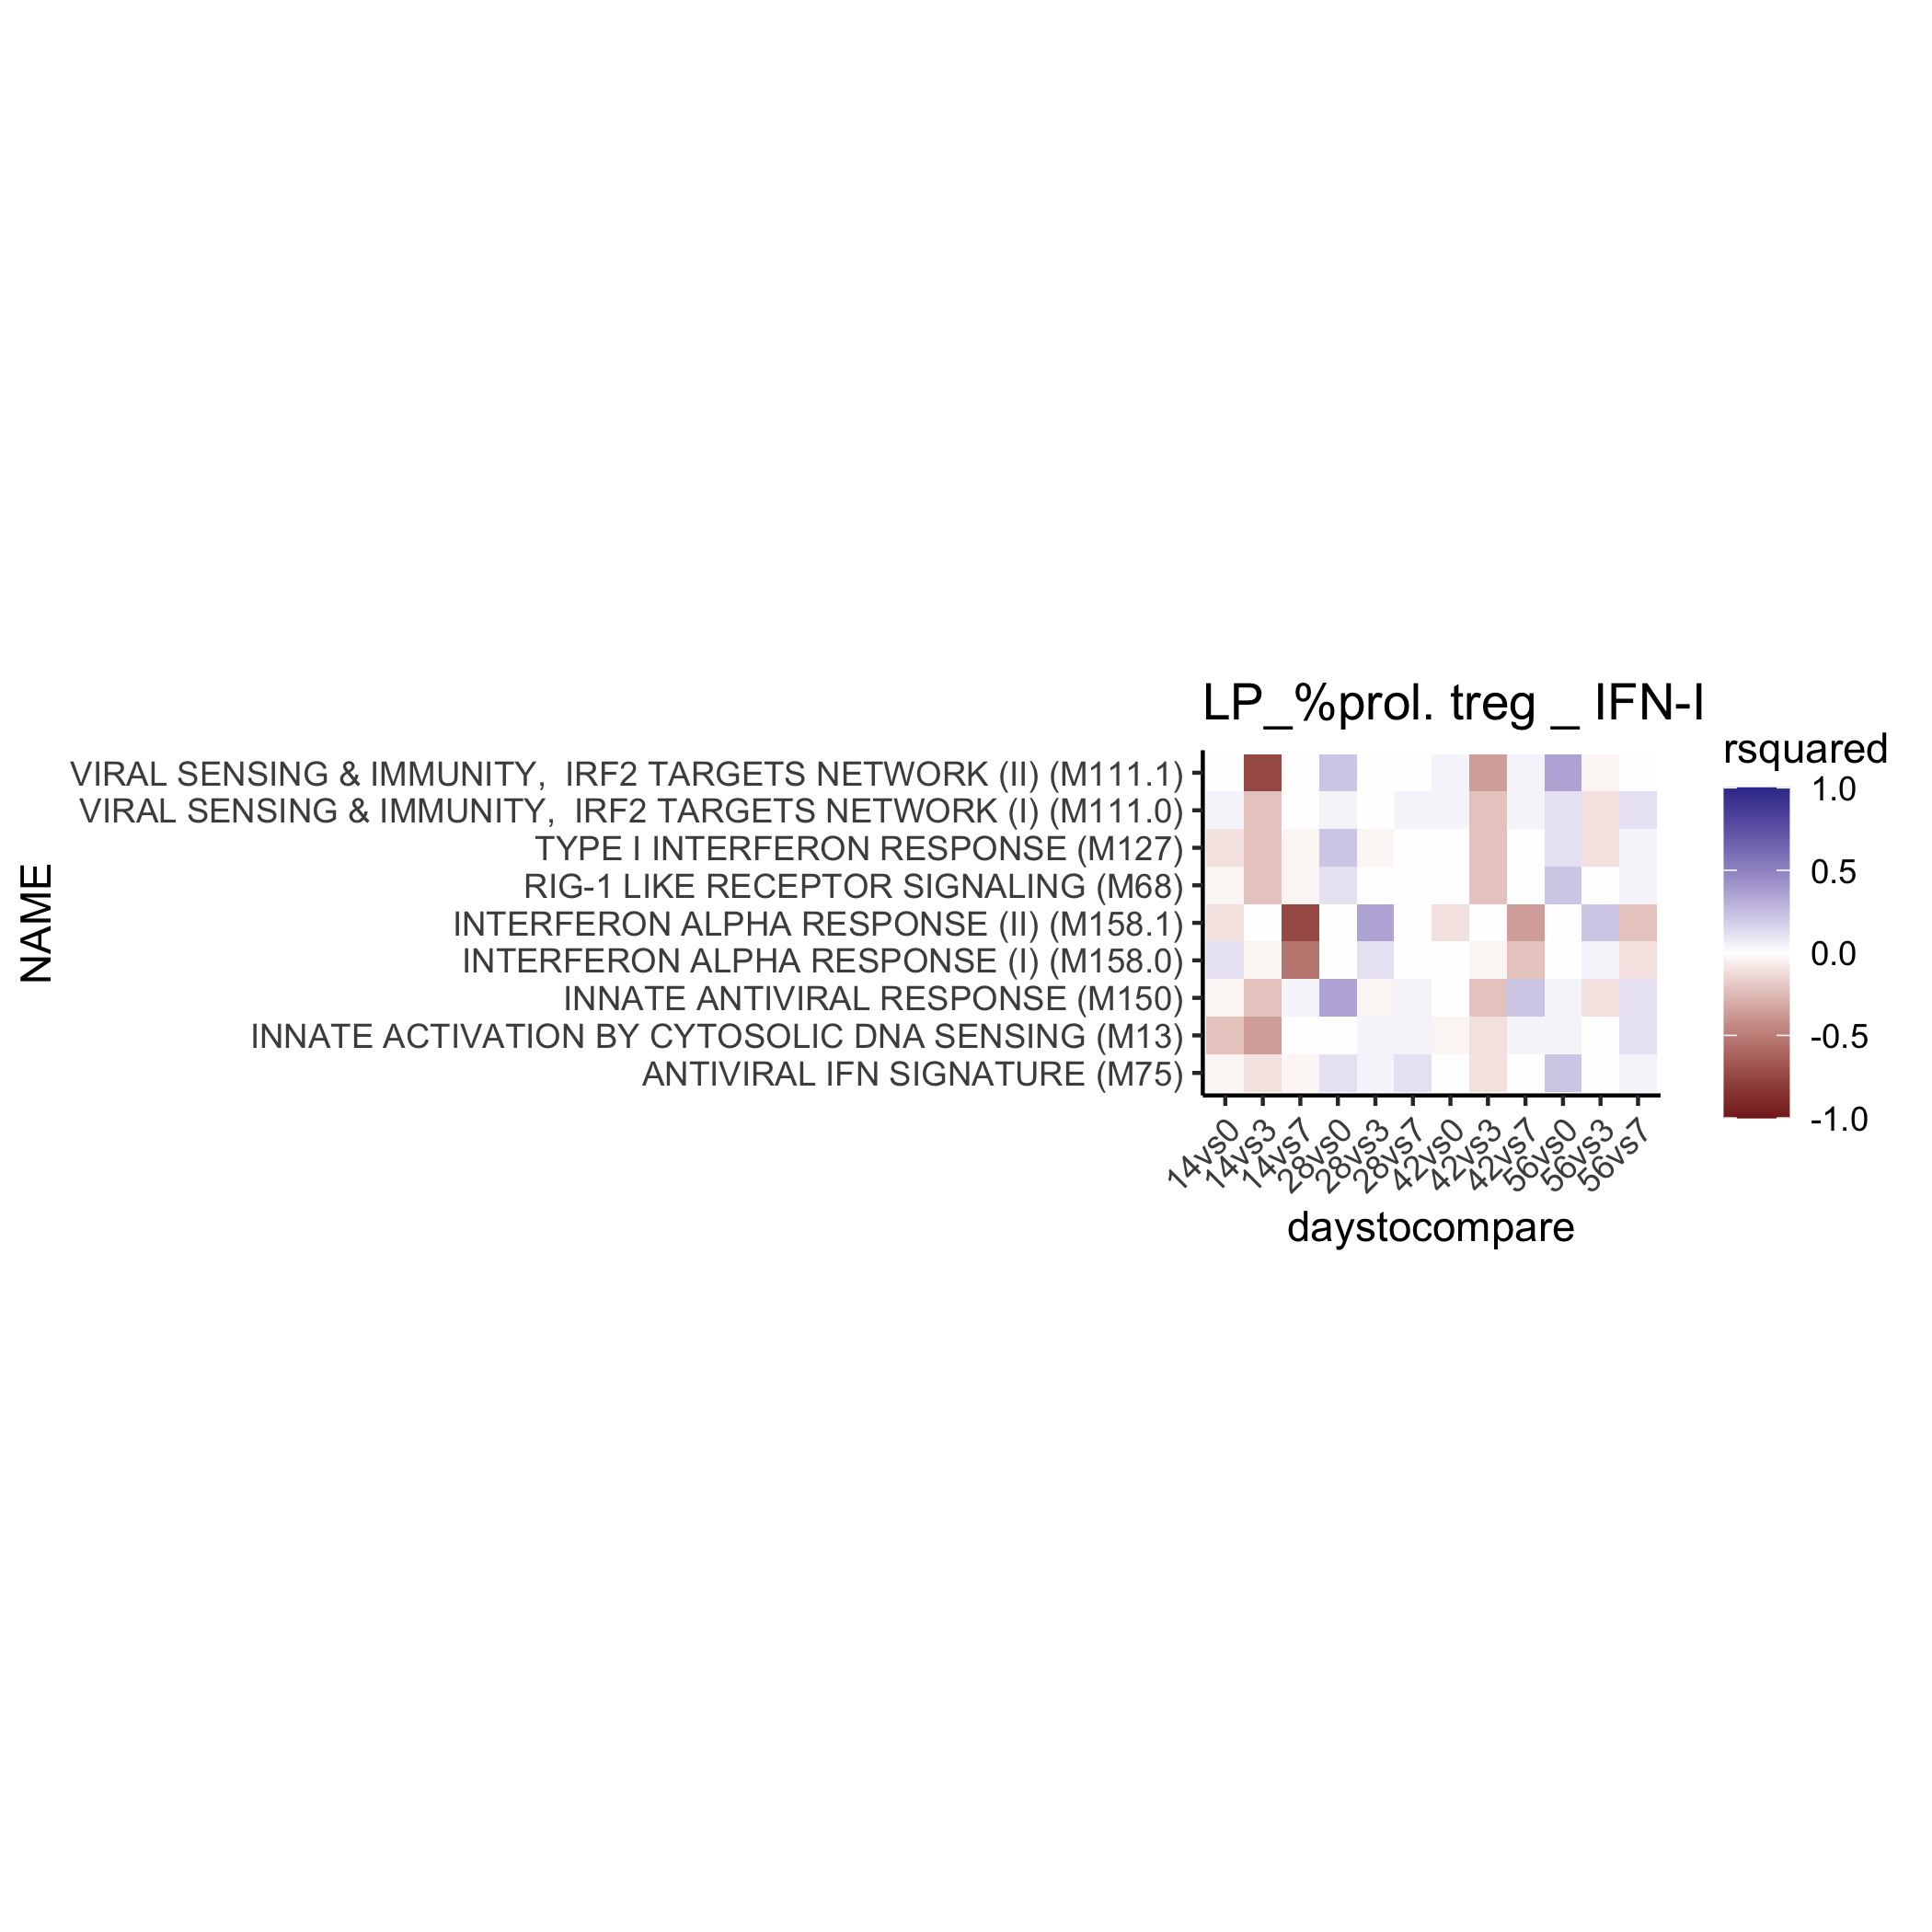 LP_%prol. treg _ IFN-I
NAME
VIRAL SENSING & IMMUNITY,  IRF2 TARGETS NETWORK (II) (M111.1)
VIRAL SENSING & IMMUNITY,  IRF2 TARGETS NETWORK (I) (M111.0)
TYPE I INTERFERON RESPONSE (M127)
RIG-1 LIKE RECEPTOR SIGNALING (M68)
INTERFERON ALPHA RESPONSE (II) (M158.1)
INTERFERON ALPHA RESPONSE (I) (M158.0)
INNATE ANTIVIRAL RESPONSE (M150)
INNATE ACTIVATION BY CYTOSOLIC DNA SENSING (M13)
ANTIVIRAL IFN SIGNATURE (M75)
14vs0
14vs3
14vs7
28vs0
28vs3
28vs7
42vs0
42vs3
42vs7
56vs0
56vs3
56vs7
daystocompare
rsquared
1.0
0.5
0.0
-0.5
-1.0